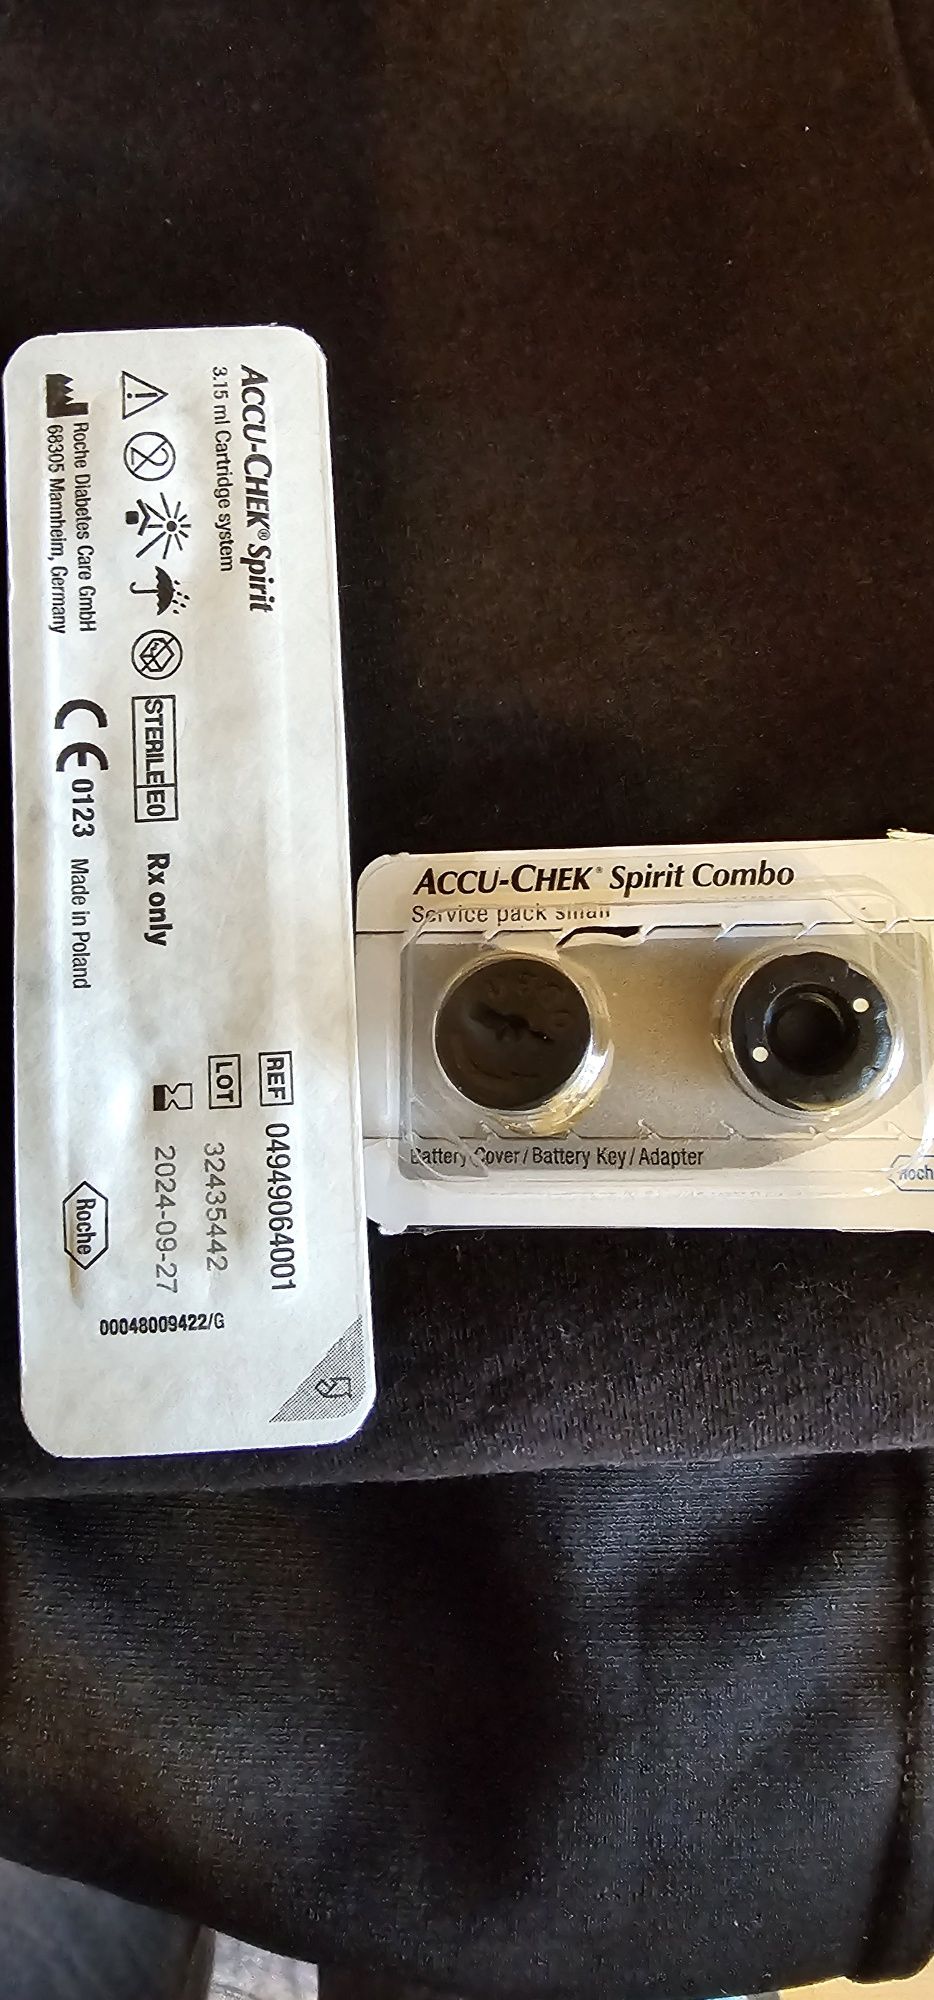 ACCU-CHEK® Spirit
3.15 ml Cartridge system
STERILE EO Rx only
Roche Diabetes Care GmbH
68305 Mannheim, Germany
CE 0123 Made in Poland
REF 04949064001
LOT 32435442
2024-09-27
Roche
00048009422/G
ACCU-CHEK® Spirit Combo
Service pack small
Battery Cover / Battery Key / Adapter
Roch